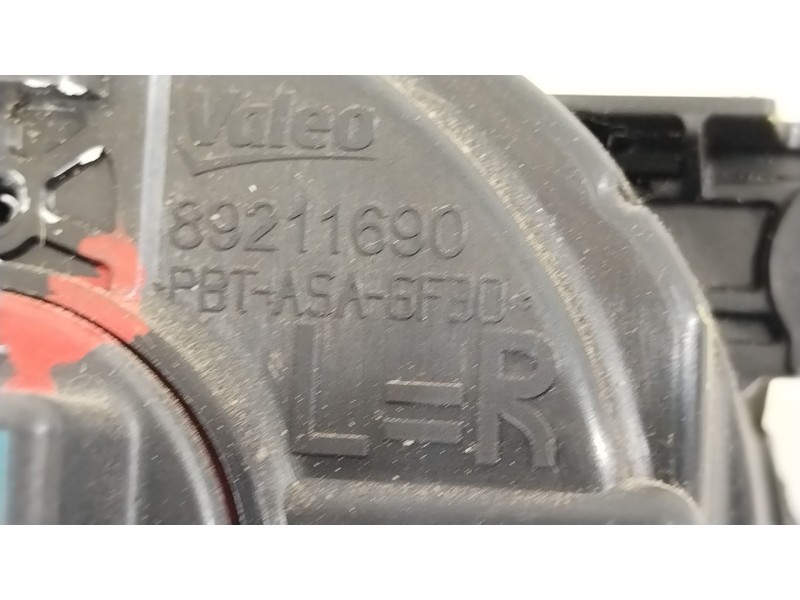 Valeo
89211690
>PBT-ASA-GF30<
L=R